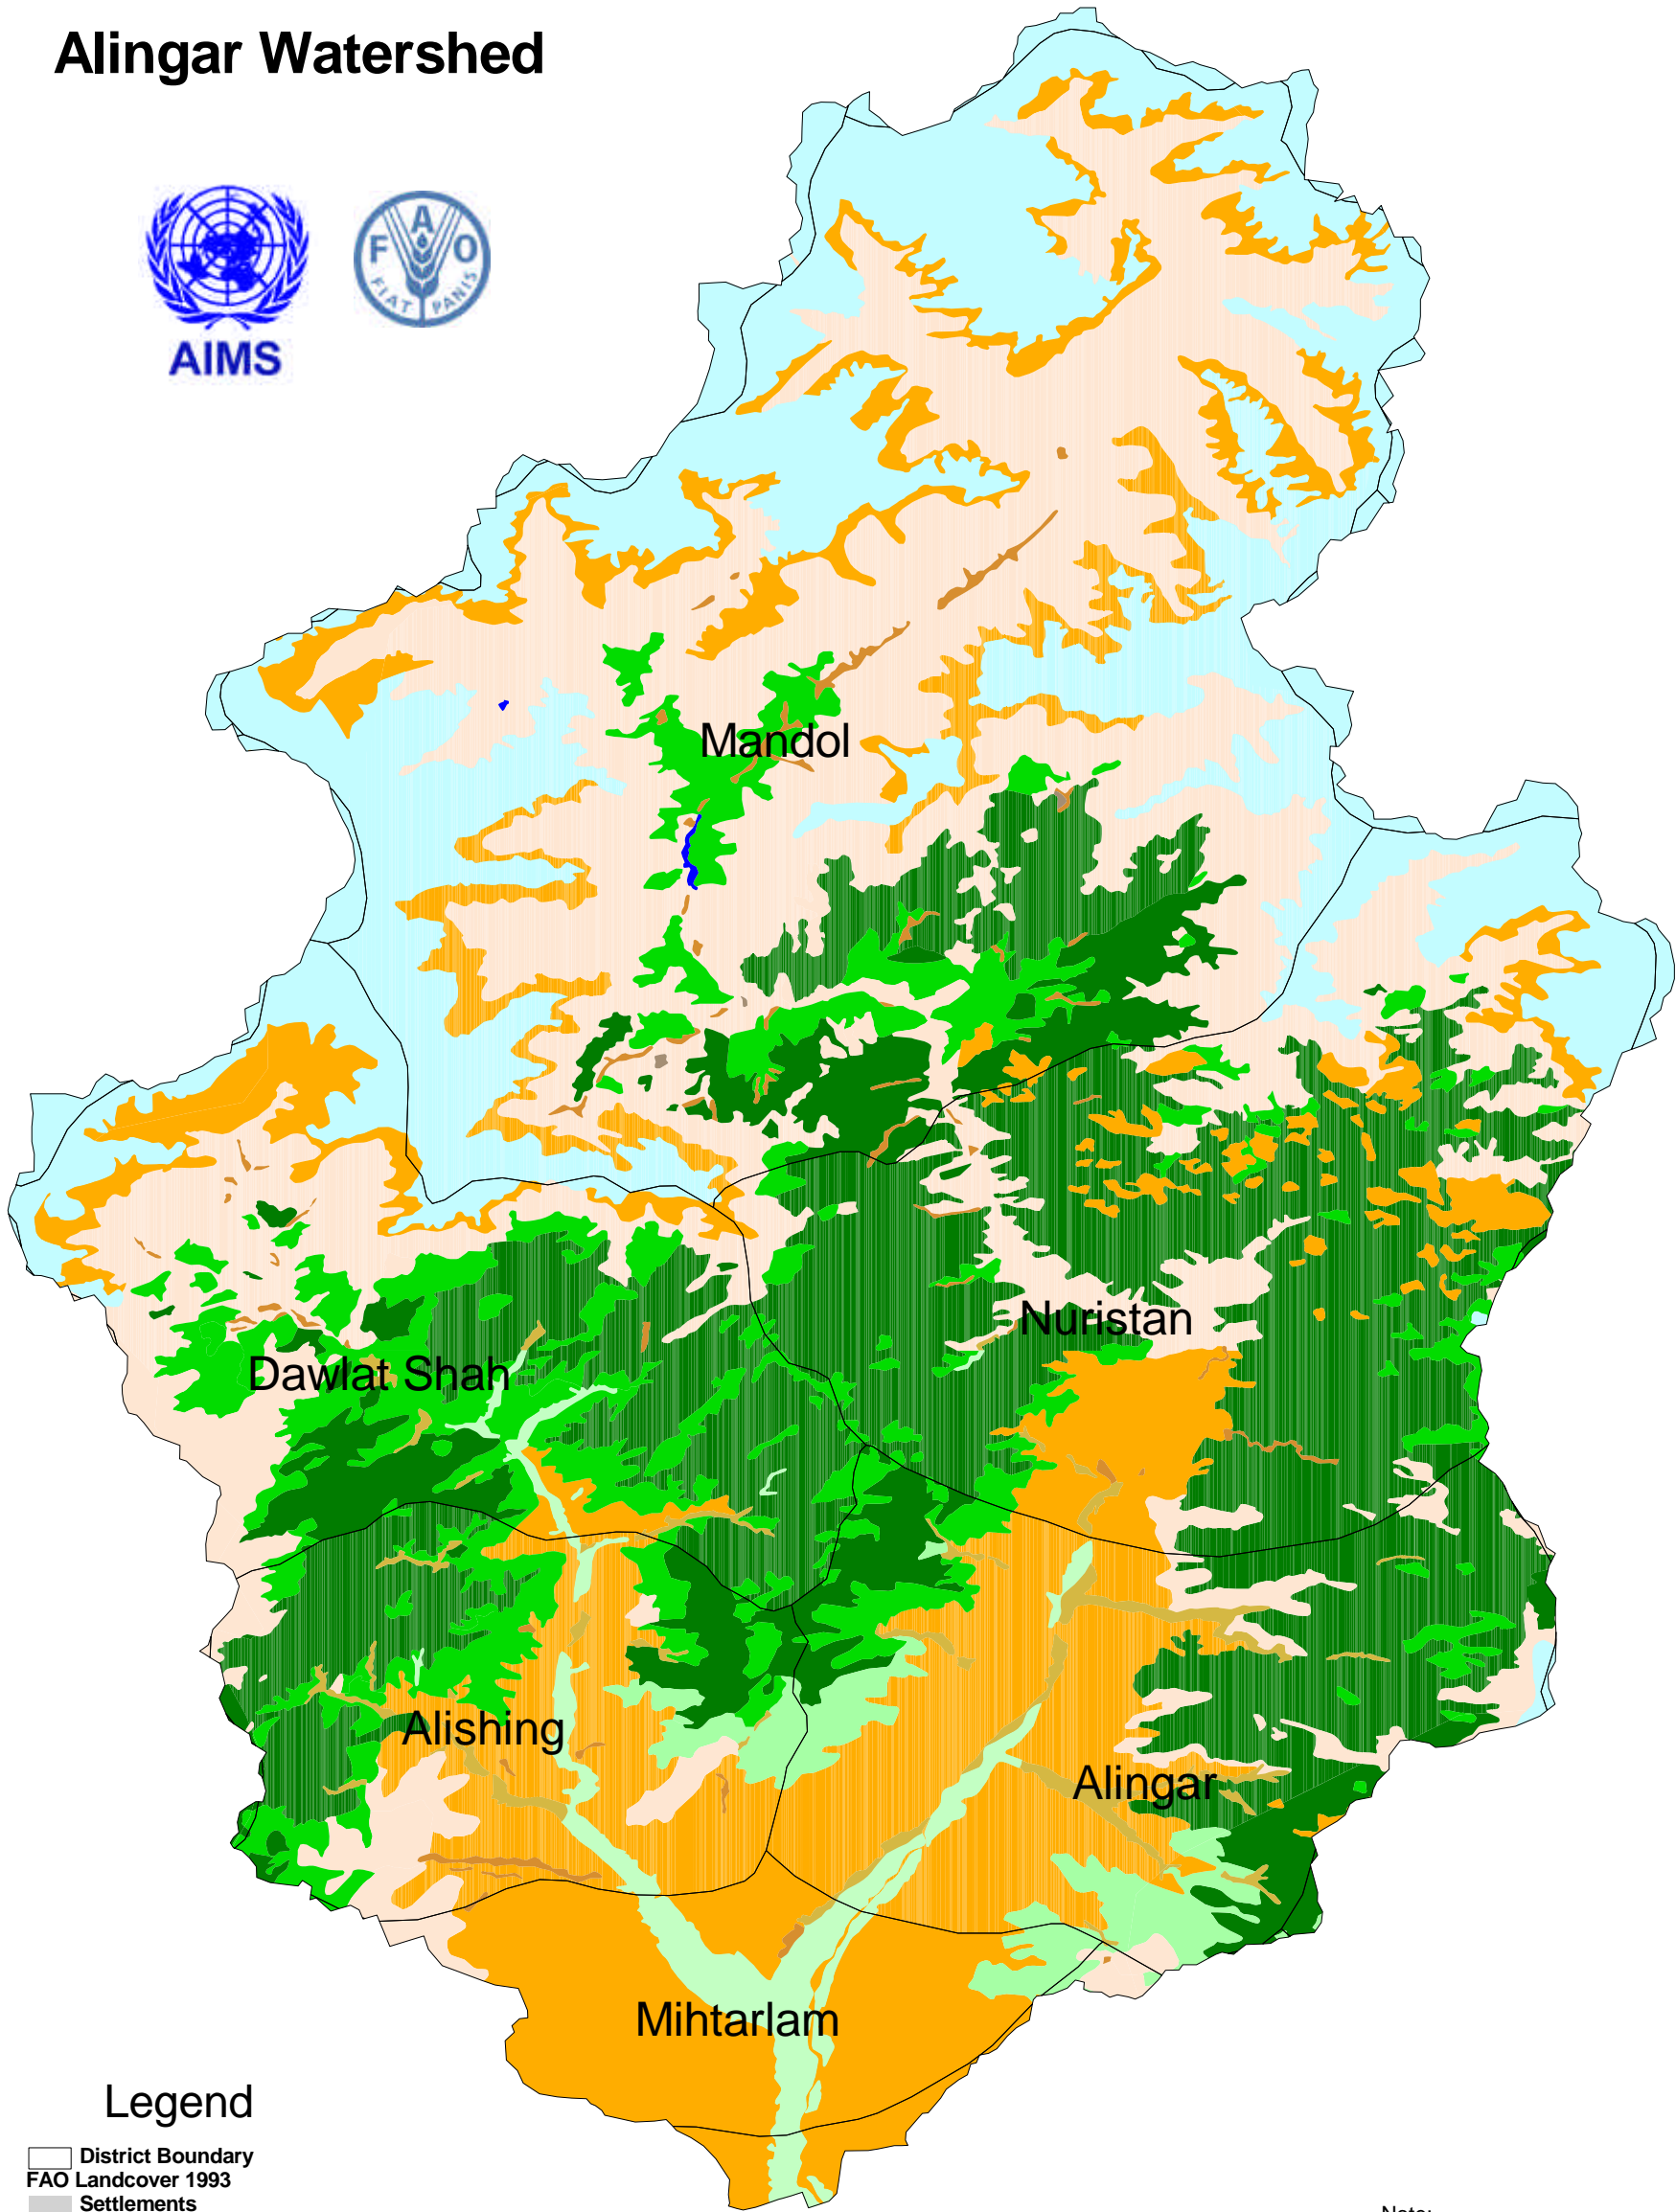 Alingar Watershed
F A O
FIAT PANIS
AIMS
Mandol
Nuristan
Dawlat Shah
Alishing
Alingar
Mihtarlam
Legend
District Boundary
FAO Landcover 1993
Settlements
Note: